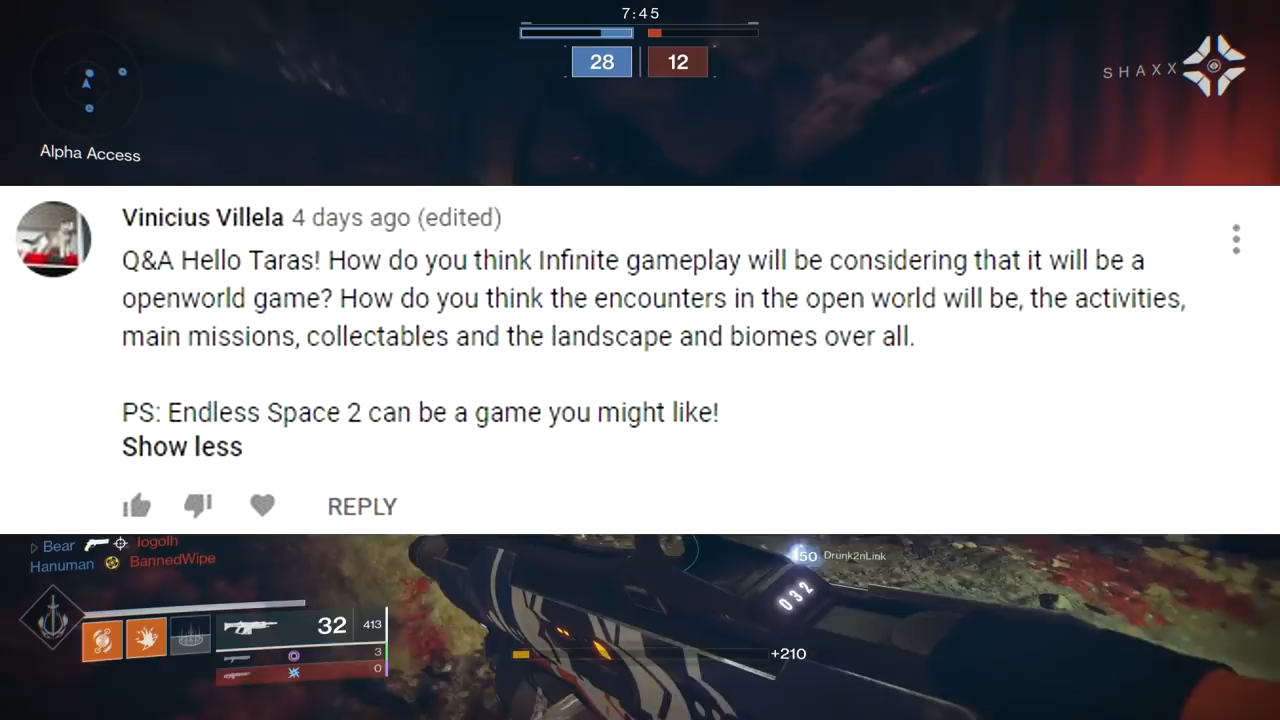 7:45
28 12
SHAXX
Alpha Access
Vinicius Villela 4 days ago (edited)
Q&A Hello Taras! How do you think Infinite gameplay will be considering that it will be a
openworld game? How do you think the encounters in the open world will be, the activities,
main missions, collectables and the landscape and biomes over all.
PS: Endless Space 2 can be a game you might like!
Show less
REPLY
Bear logolh
Hanuman BannedWipe
50 Drunk2nLink
032
32 413
3
0
+210